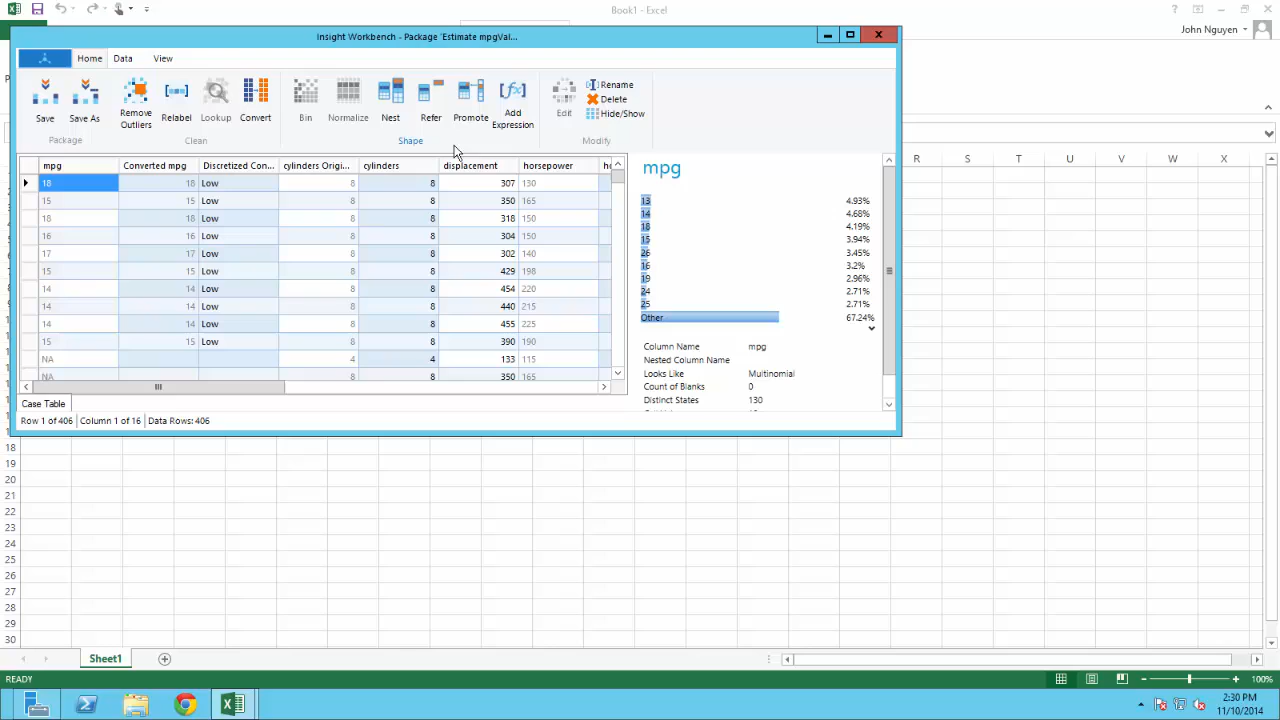 Book1 - Excel
John Nguyen
Insight Workbench - Package 'Estimate mpgVal...
Home Data View
Save Save As Remove Outliers Relabel Lookup Convert Bin Normalize Nest Refer Promote Add Expression Edit Rename
Delete
Hide/Show
Package Clean Shape Modify
mpg Converted mpg Discretized Con... cylinders Origi... cylinders displacement horsepower
18 18 Low 8 8 307 130
15 15 Low 8 8 350 165
18 18 Low 8 8 318 150
16 16 Low 8 8 304 150
17 17 Low 8 8 302 140
15 15 Low 8 8 429 198
14 14 Low 8 8 454 220
14 14 Low 8 8 440 215
14 14 Low 8 8 455 225
15 15 Low 8 8 390 190
NA 4 4 133 115
NA 8 8 350 165
Case Table
Row 1 of 406 Column 1 of 16 Data Rows: 406
mpg
13 4.93%
14 4.68%
18 4.19%
15 3.94%
26 3.45%
16 3.2%
19 2.96%
24 2.71%
25 2.71%
Other 67.24%
Column Name mpg
Nested Column Name
Looks Like Multinomial
Count of Blanks 0
Distinct States 130
R S T U V W X
18
19
20
21
22
23
24
25
26
27
28
29
30
Sheet1
READY 100%
2:30 PM
11/10/2014